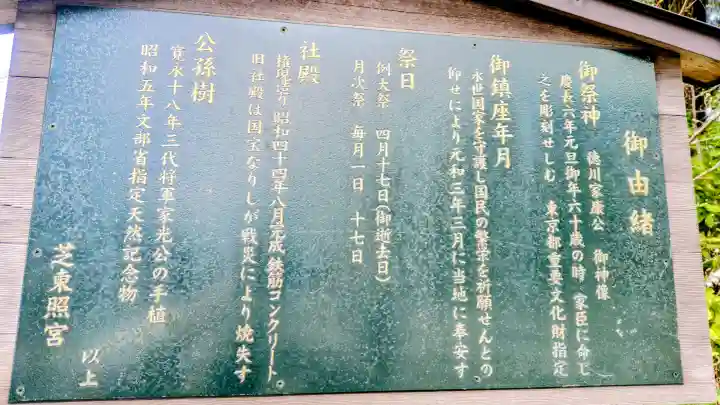 御由緒
御祭神　徳川家康公　御神像
慶長六年元旦御年六十歳の時　家臣に命じ
之を彫刻せしむ　東京都重要文化財指定
御鎮座年月
永世国家を守護し国民の繁栄を祈願せんとの
仰せにより元和三年三月に当地に奉安す
祭日
例大祭　四月十七日（御逝去日）
月次祭　毎月一日　十七日
社殿
権現造り　昭和四十四年八月完成　鉄筋コンクリート
旧社殿は国宝なりしが戦災により焼失す
公孫樹
寛永十八年三代将軍家光公の手植
昭和五年文部省指定天然記念物
以上
芝東照宮